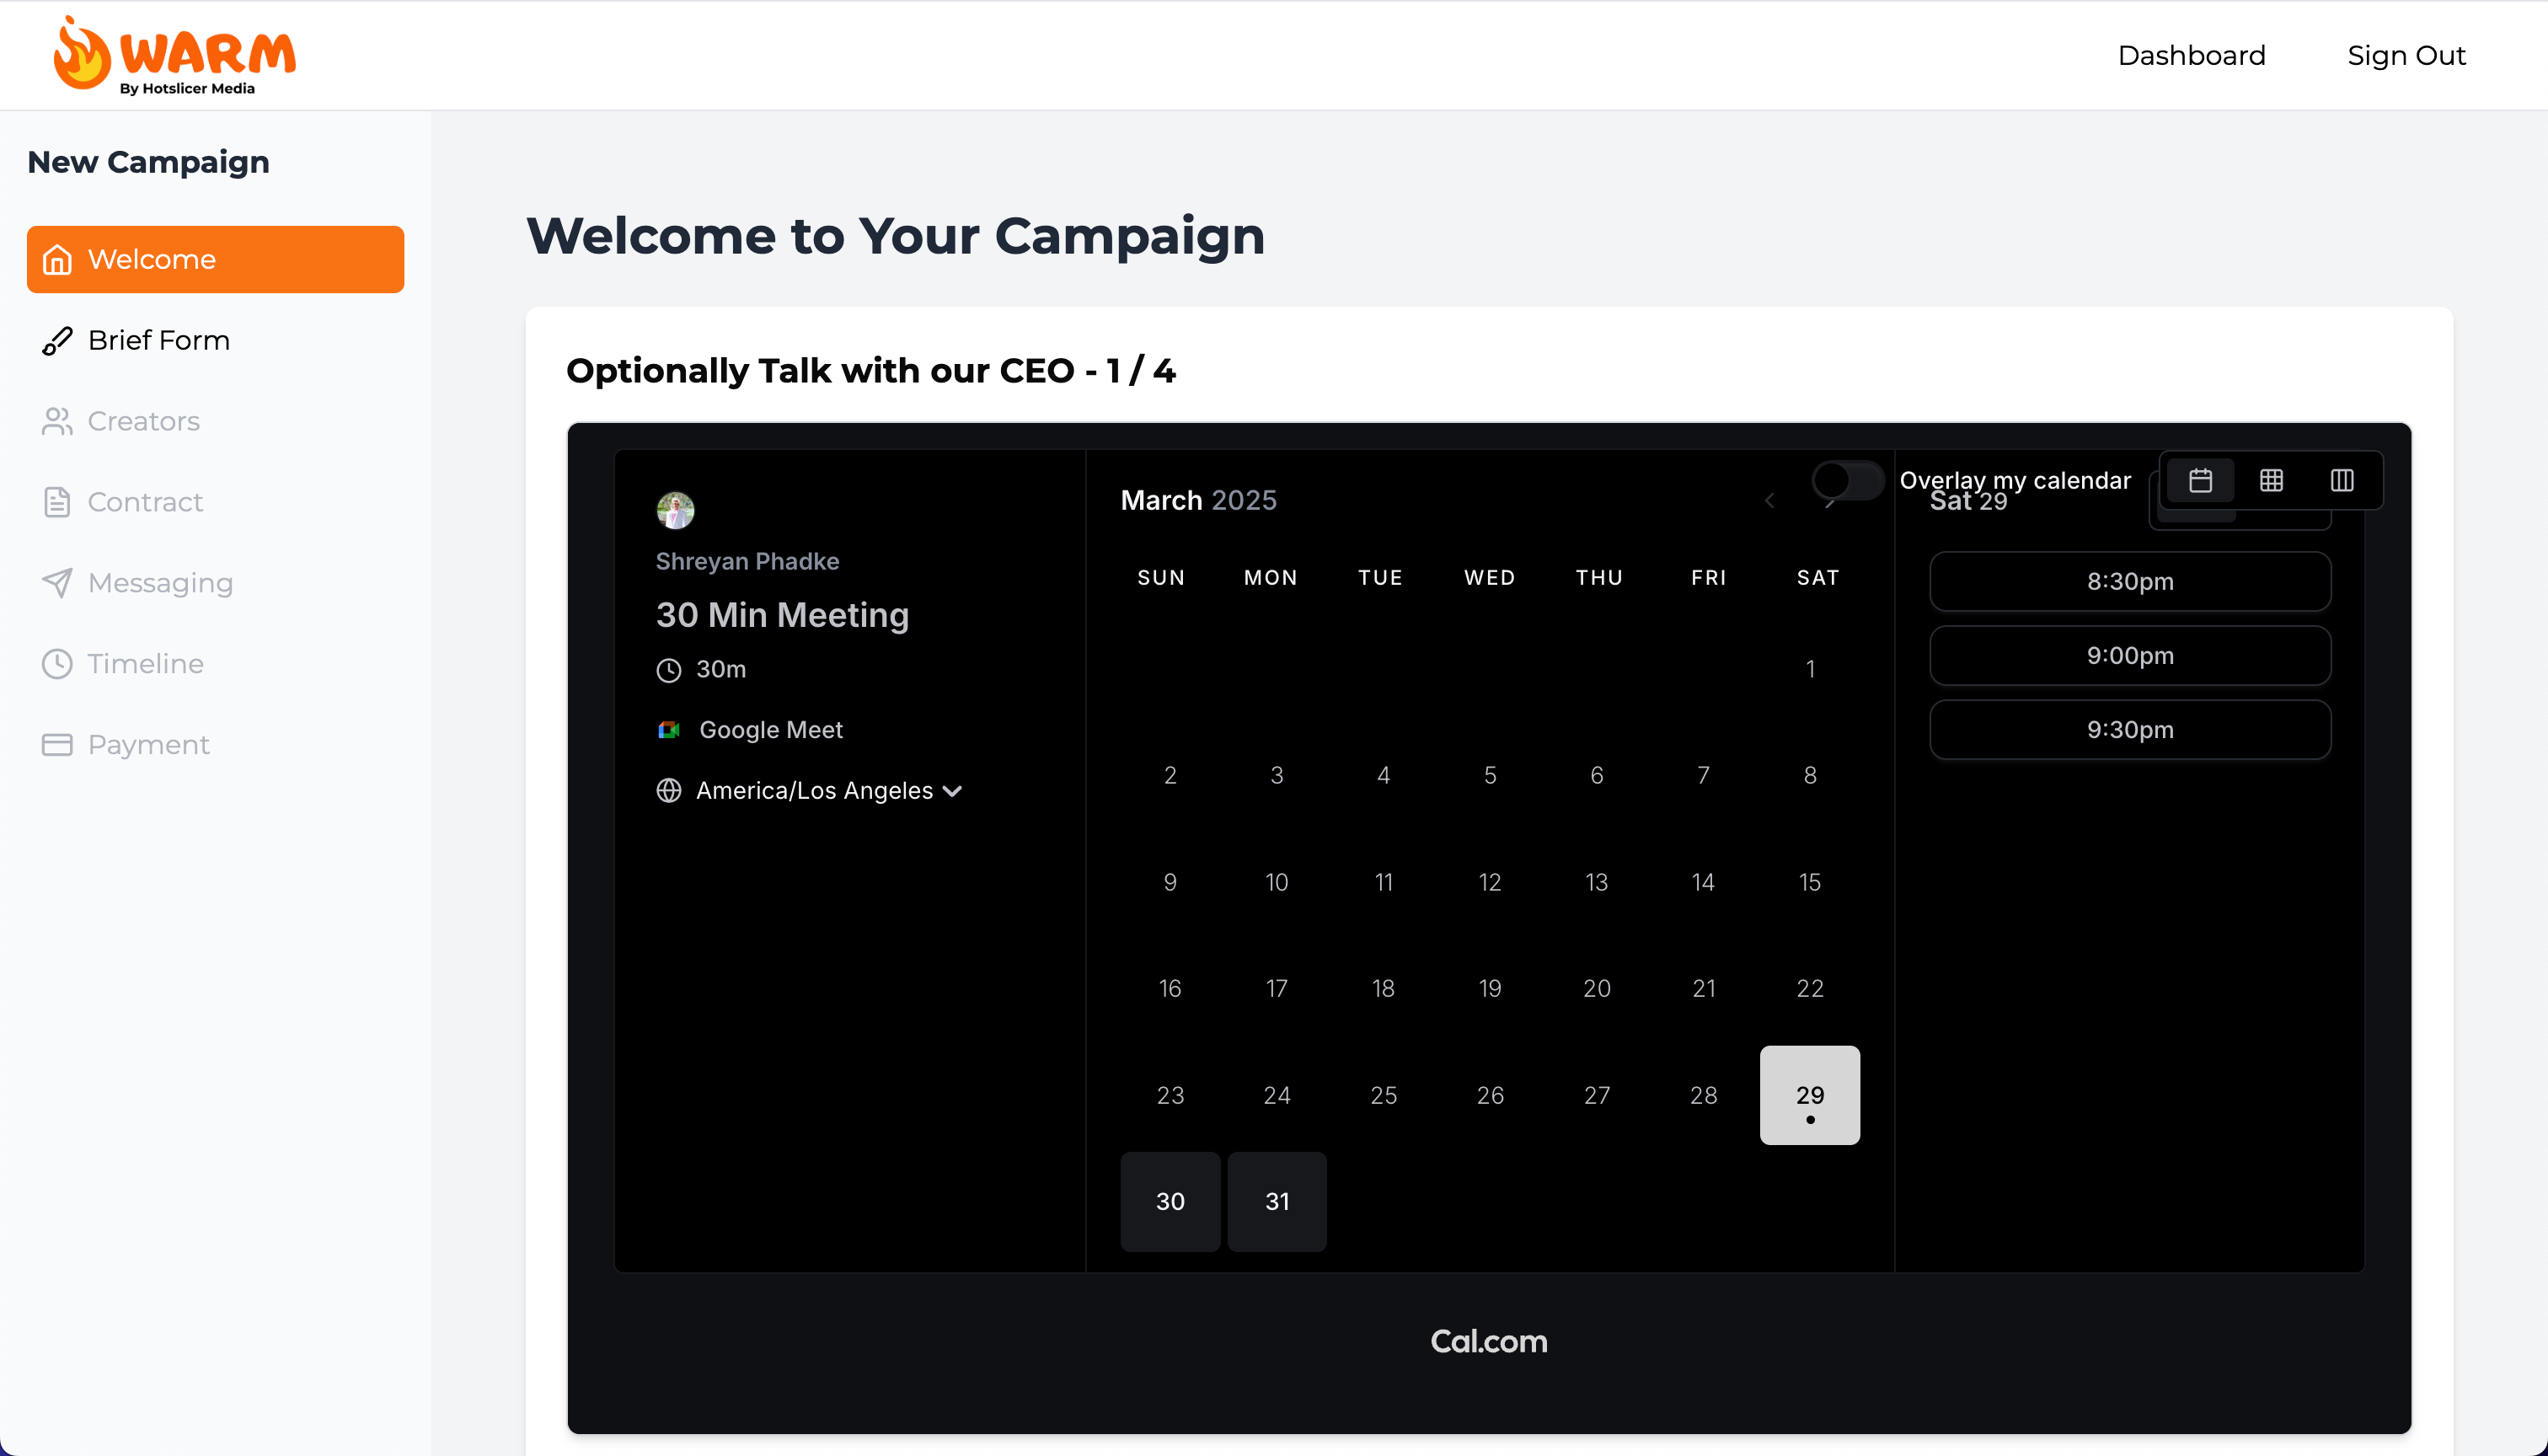 WARM
By Hotslicer Media
Dashboard
Sign Out
New Campaign
Welcome
Brief Form
Creators
Contract
Messaging
Timeline
Payment
Welcome to Your Campaign
Optionally Talk with our CEO - 1 / 4
Shreyan Phadke
30 Min Meeting
30m
Google Meet
America/Los Angeles
March 2025
SUN MON TUE WED THU FRI SAT
1
2 3 4 5 6 7 8
9 10 11 12 13 14 15
16 17 18 19 20 21 22
23 24 25 26 27 28 29
30 31
Overlay my calendar
Sat 29
8:30pm
9:00pm
9:30pm
Cal.com